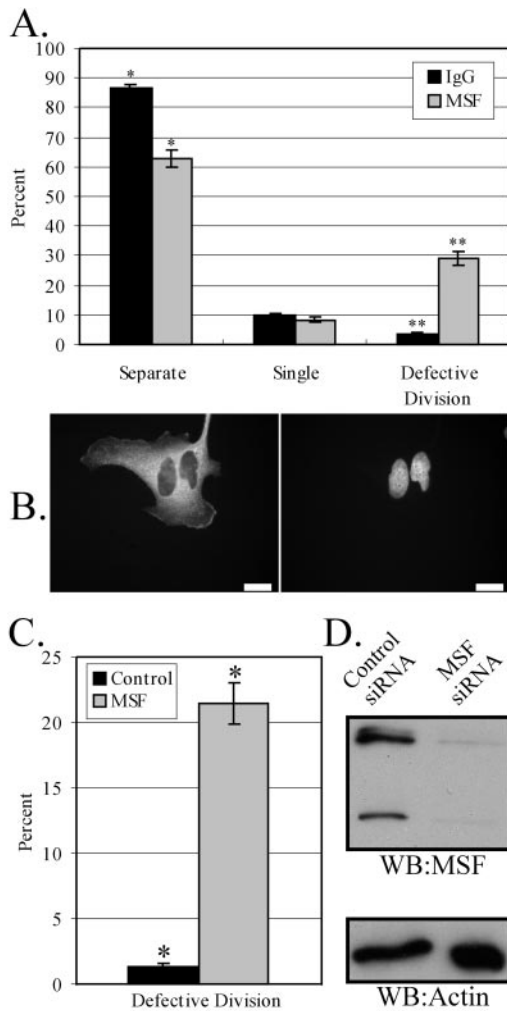 A.
100
90
80
70
60
50
40
30
20
10
0
Percent
*
*
**
**
IgG
MSF
Separate
Single
Defective
Division
B.
C.
25
20
15
10
5
0
Percent
Control
MSF
*
*
Defective Division
D.
Control
siRNA
MSF
siRNA
WB:MSF
WB:Actin